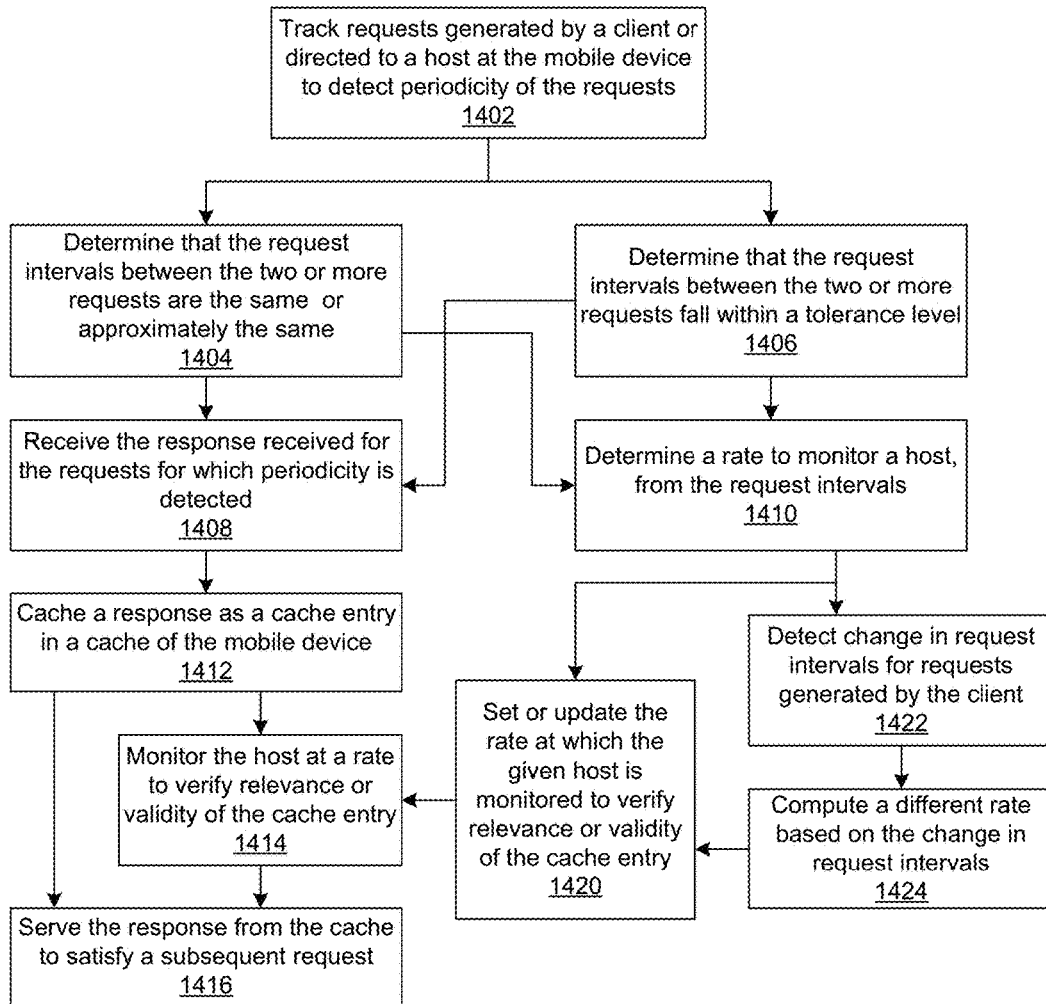 Track requests generated by a client or
directed to a host at the mobile device
to detect periodicity of the requests
1402
Determine that the request
intervals between the two or more
requests are the same or
approximately the same
1404
Determine that the request
intervals between the two or more
requests fall within a tolerance level
1406
Receive the response received for
the requests for which periodicity is
detected
1408
Determine a rate to monitor a host,
from the request intervals
1410
Cache a response as a cache entry
in a cache of the mobile device
1412
Detect change in request
intervals for requests
generated by the client
1422
Set or update the
rate at which the
given host is
monitored to verify
relevance or validity
of the cache entry
1420
Monitor the host at a rate
to verify relevance or
validity of the cache entry
1414
Compute a different rate
based on the change in
request intervals
1424
Serve the response from the cache
to satisfy a subsequent request
1416